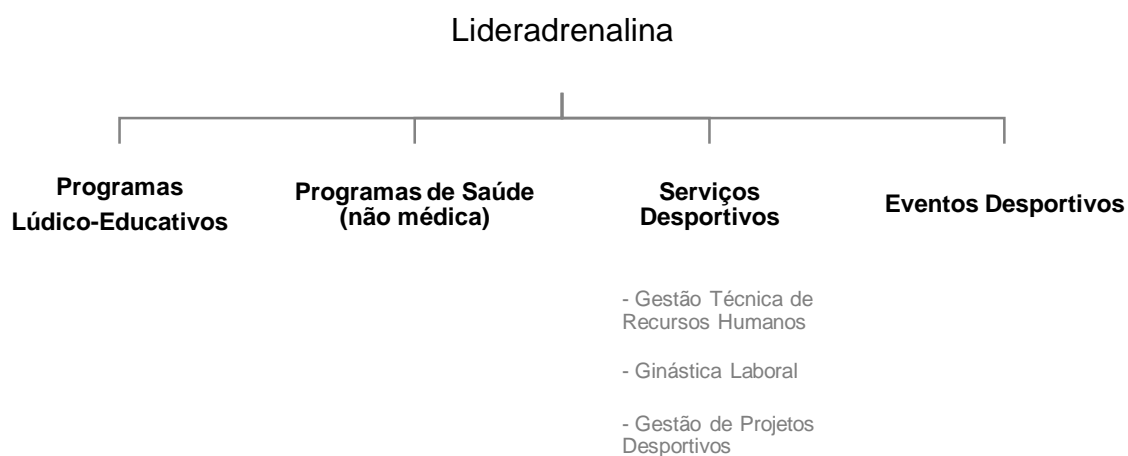 Lideradrenalina
Programas
Lúdico-Educativos
Programas de Saúde
(não médica)
Serviços
Desportivos
Eventos Desportivos
- Gestão Técnica de
Recursos Humanos
- Ginástica Laboral
- Gestão de Projetos
Desportivos